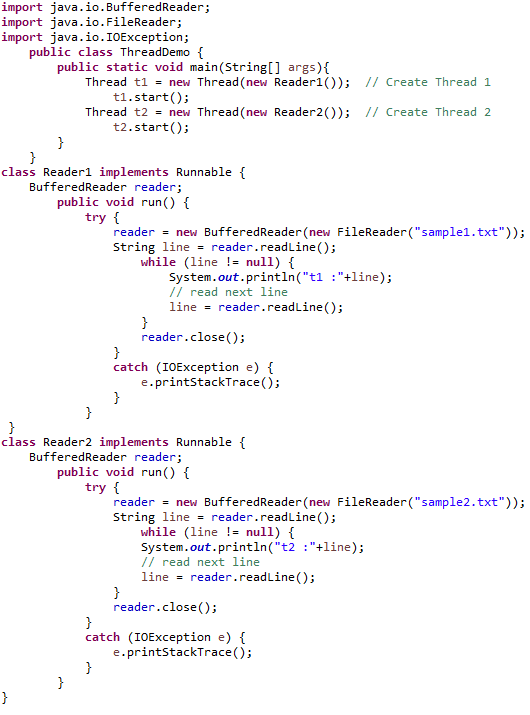 import java.io.BufferedReader;
import java.io.FileReader;
import java.io.IOException;
    public class ThreadDemo {
        public static void main(String[] args){
            Thread t1 = new Thread(new Reader1());  // Create Thread 1
                t1.start();
            Thread t2 = new Thread(new Reader2());  // Create Thread 2
                t2.start();
        }
    }
class Reader1 implements Runnable {
    BufferedReader reader;
        public void run() {
            try {
                reader = new BufferedReader(new FileReader("sample1.txt"));
                String line = reader.readLine();
                    while (line != null) {
                        System.out.println("t1 :"+line);
                        // read next line
                        line = reader.readLine();
                    }
                    reader.close();
                }
                catch (IOException e) {
                    e.printStackTrace();
                }
            }
 }
class Reader2 implements Runnable {
    BufferedReader reader;
        public void run() {
            try {
                reader = new BufferedReader(new FileReader("sample2.txt"));
                String line = reader.readLine();
                    while (line != null) {
                    System.out.println("t2 :"+line);
                    // read next line
                    line = reader.readLine();
                }
                reader.close();
            }
            catch (IOException e) {
                e.printStackTrace();
            }
        }
}